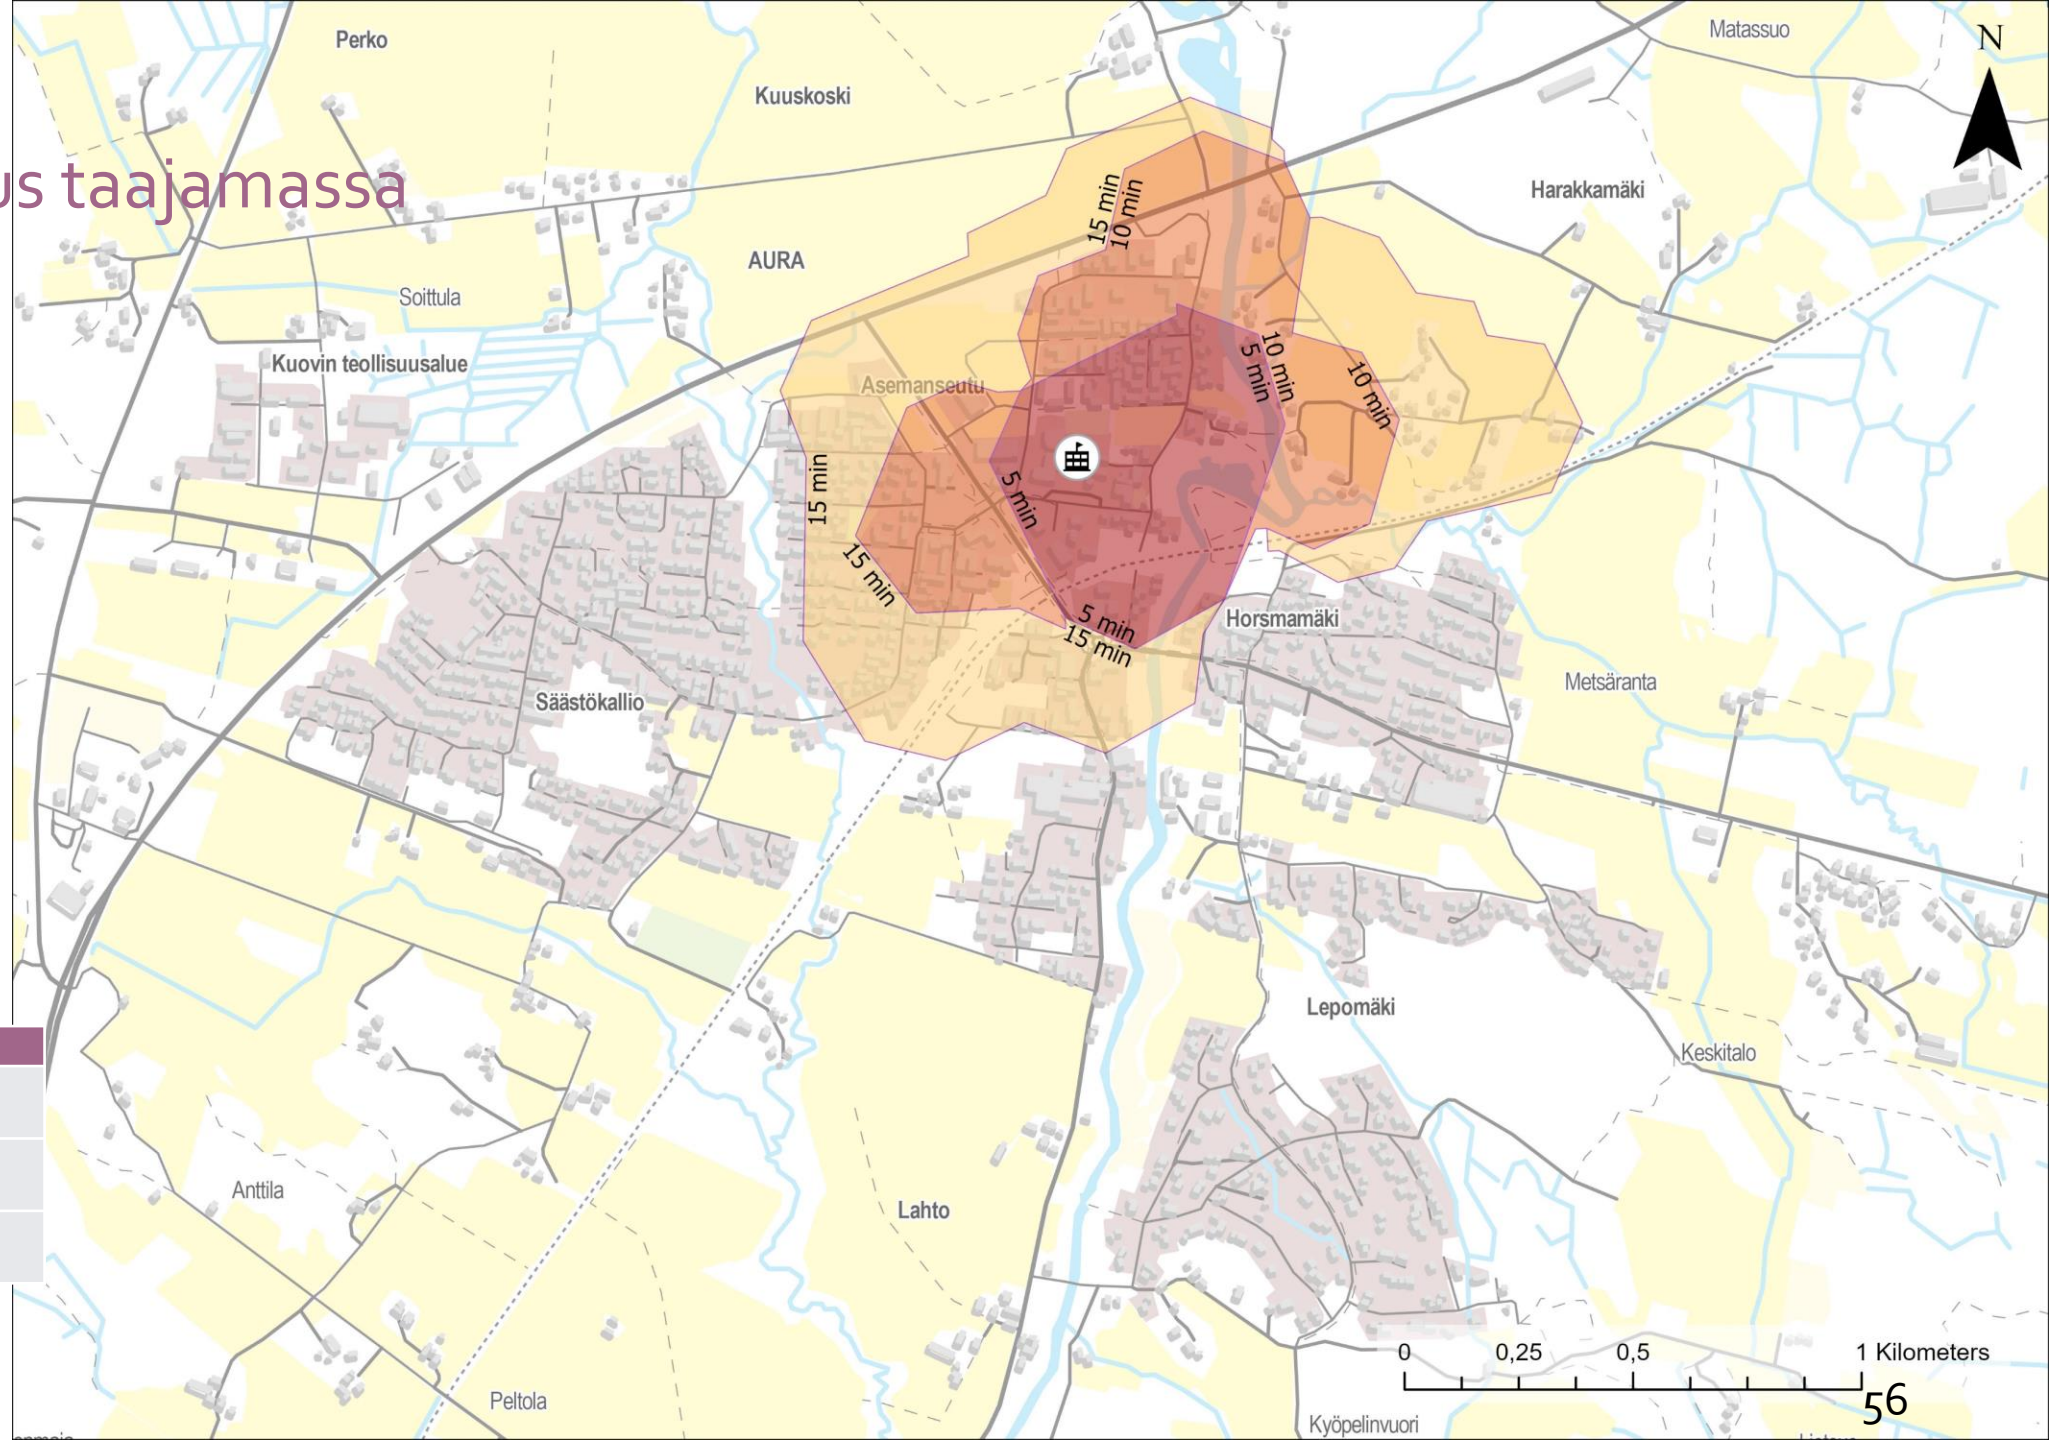 Perko
Matassuo
N
Kuuskoski
us taajamassa
Harakkamäki
15 min
10 min
AURA
Soittula
Kuovin teollisuusalue
Asemanseutu
10 min
5 min
10 min
15 min
5 min
15 min
5 min
15 min
Horsmamäki
Säästökallio
Metsäranta
Lepomäki
Keskitalo
Anttila
Lahto
0 0,25 0,5 1 Kilometers
56
Peltola
Kyöpelinvuori